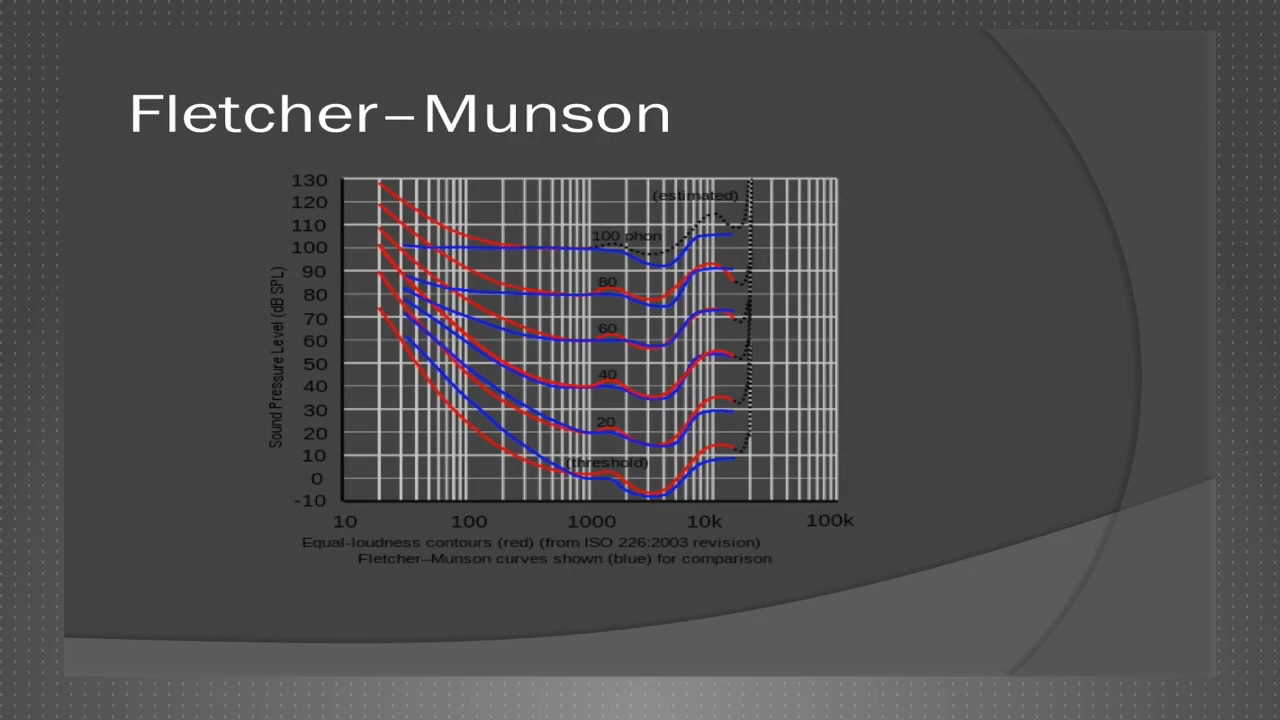 Fletcher–Munson
130
(estimated)
120
110
100 phon
100
90
80
80
70
60
60
50
40
40
30
20
20
10
(threshold)
0
-10
Sound Pressure Level (dB SPL)
10 100 1000 10k 100k
Equal-loudness contours (red) (from ISO 226:2003 revision)
Fletcher–Munson curves shown (blue) for comparison